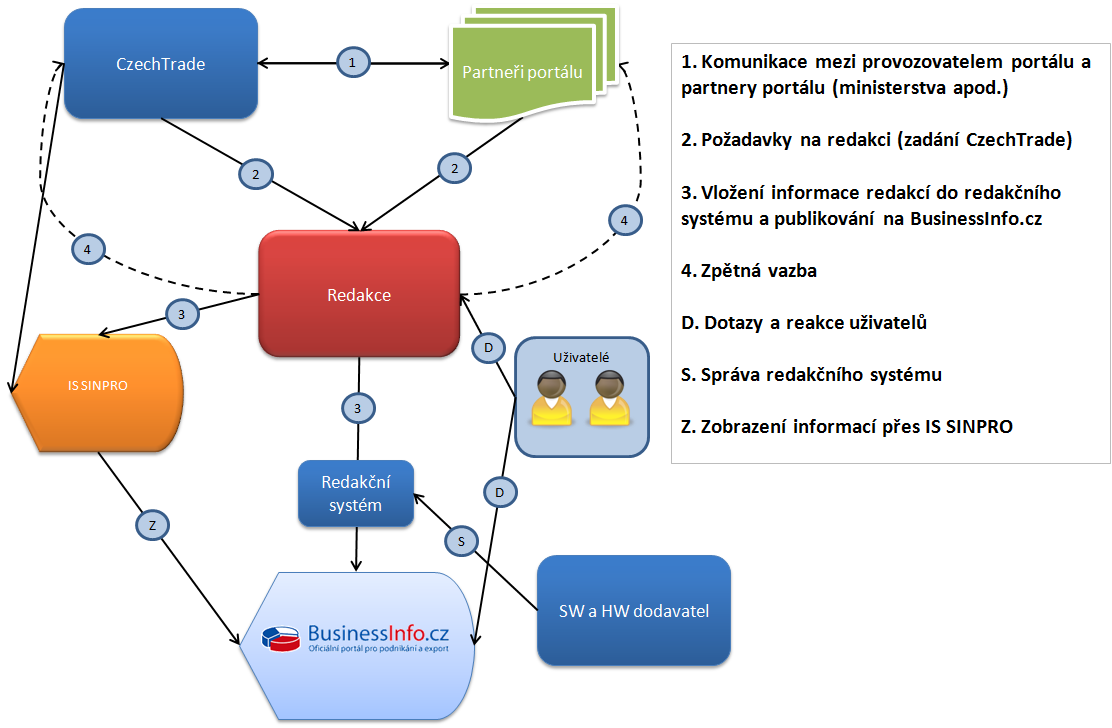 CzechTrade
1
Partneři portálu
1. Komunikace mezi provozovatelem portálu a
partnery portálu (ministerstva apod.)
2. Požadavky na redakci (zadání CzechTrade)
3. Vložení informace redakcí do redakčního
systému a publikování na BusinessInfo.cz
4. Zpětná vazba
D. Dotazy a reakce uživatelů
S. Správa redakčního systému
Z. Zobrazení informací přes IS SINPRO
2
2
4
4
Redakce
3
D
Uživatelé
IS SINPRO
3
Redakční
systém
D
Z
S
SW a HW dodavatel
BusinessInfo.cz
Oficiální portál pro podnikání a export